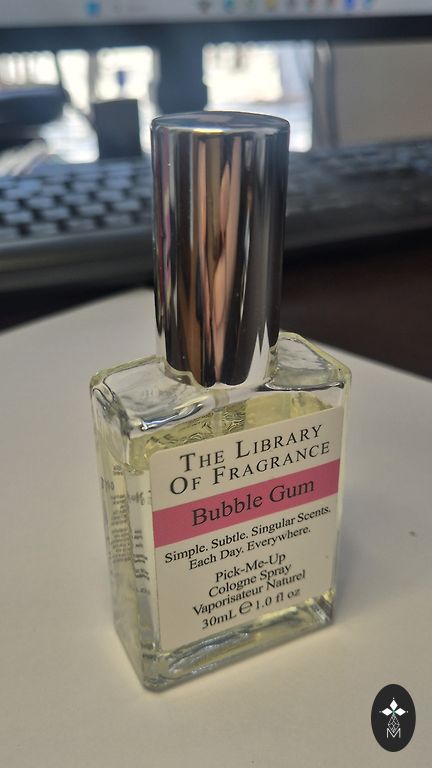 THE LIBRARY
OF FRAGRANCE
Bubble Gum
Simple. Subtle. Singular Scents.
Each Day. Everywhere.
Pick-Me-Up
Cologne Spray
Vaporisateur Naturel
30mL ℮ 1.0 fl oz